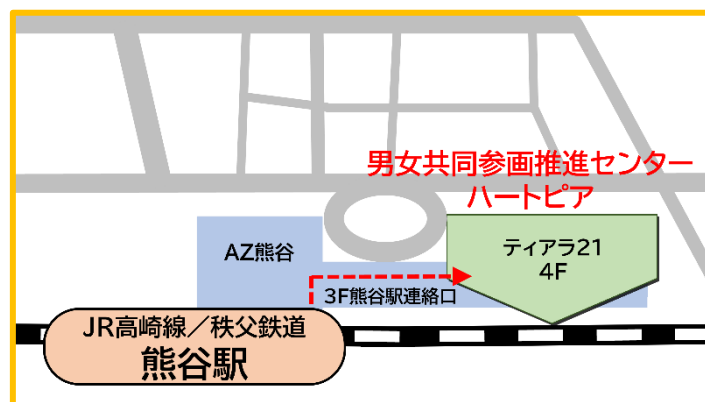 男女共同参画推進センター
ハートピア
AZ熊谷
ティアラ21
4F
3F熊谷駅連絡口
JR高崎線／秩父鉄道
熊谷駅